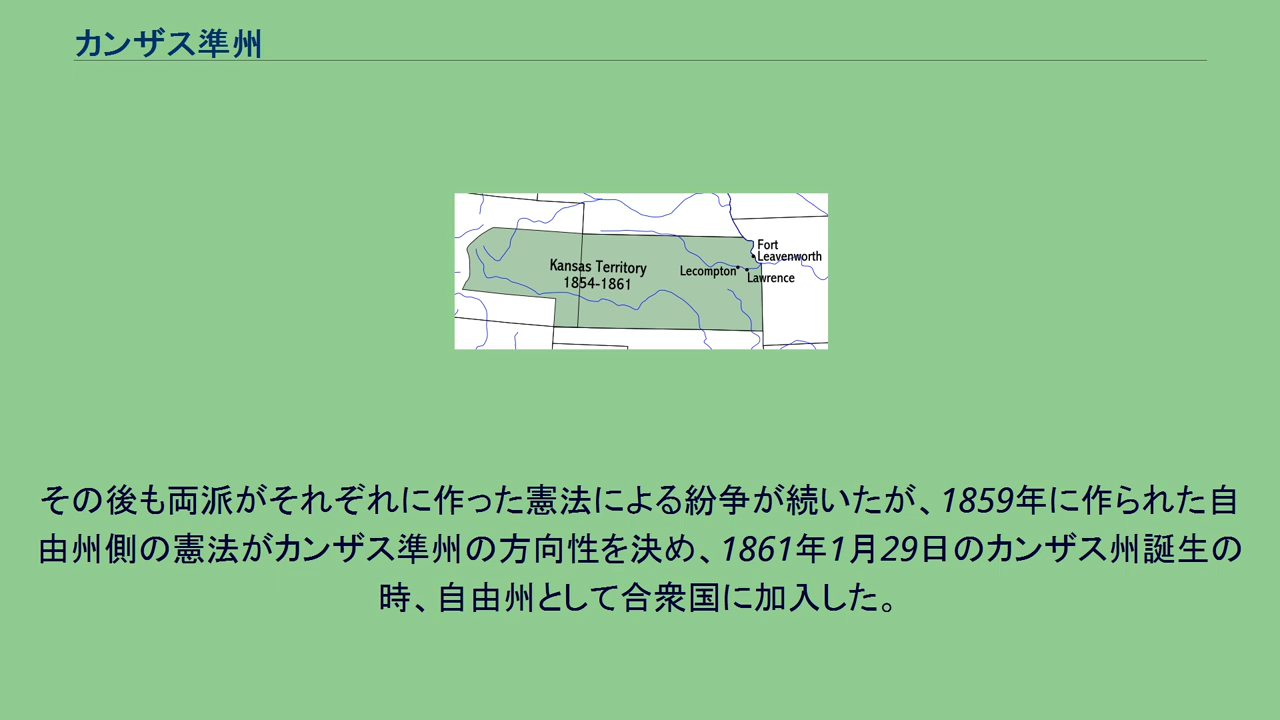 カンザス準州
Kansas Territory
1854-1861
Fort
Leavenworth
Lecompton
Lawrence
その後も両派がそれぞれに作った憲法による紛争が続いたが、1859年に作られた自
由州側の憲法がカンザス準州の方向性を決め、1861年1月29日のカンザス州誕生の
時、自由州として合衆国に加入した。